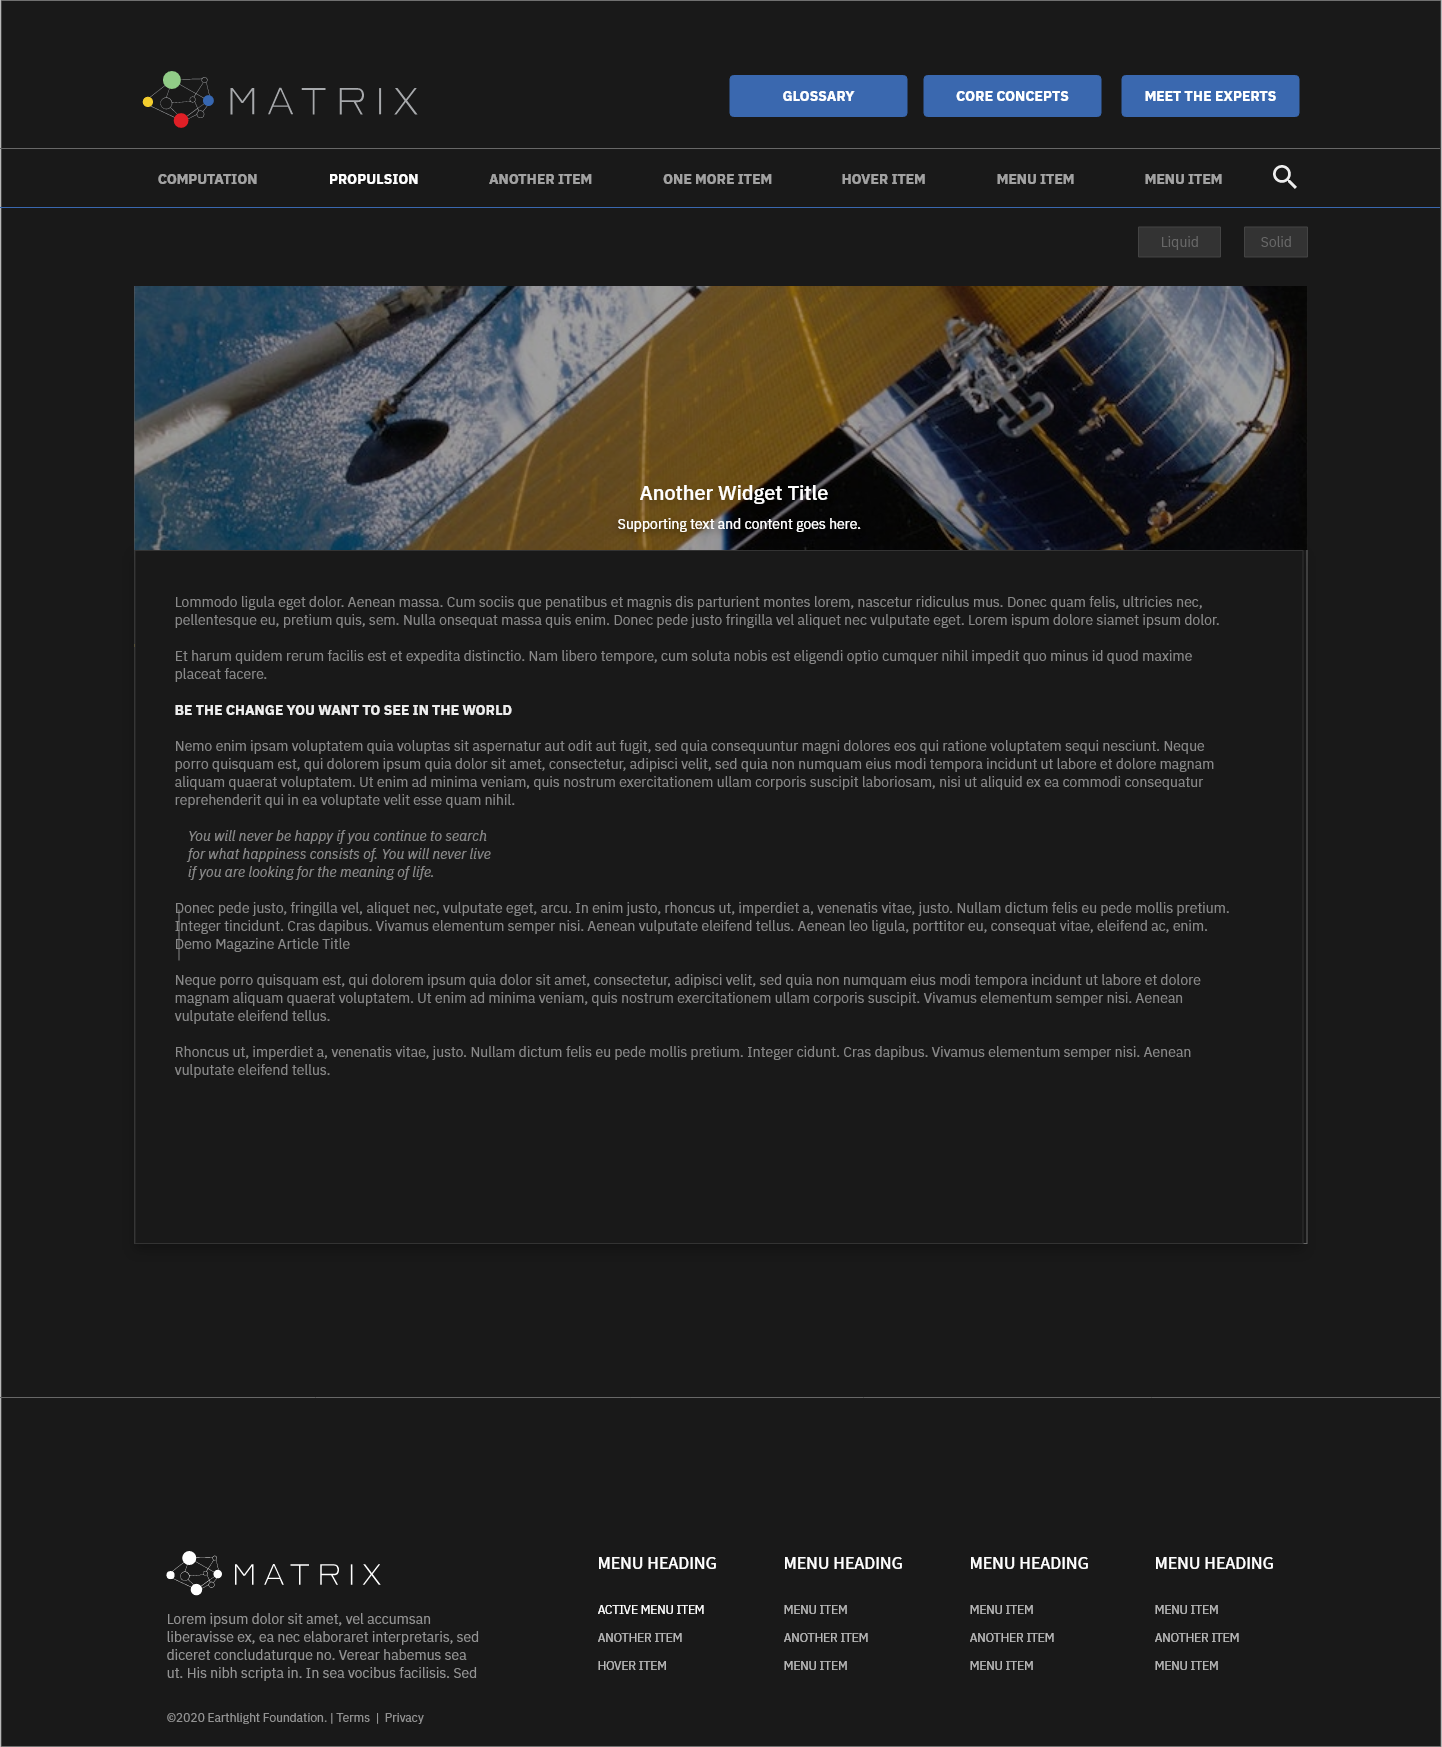 MATRIX
GLOSSARY
CORE CONCEPTS
MEET THE EXPERTS
COMPUTATION
PROPULSION
ANOTHER ITEM
ONE MORE ITEM
HOVER ITEM
MENU ITEM
MENU ITEM
Liquid
Solid
Another Widget Title
Supporting text and content goes here.
Lommodo ligula eget dolor. Aenean massa. Cum sociis que penatibus et magnis dis parturient montes lorem, nascetur ridiculus mus. Donec quam felis, ultricies nec,
pellentesque eu, pretium quis, sem. Nulla onsequat massa quis enim. Donec pede justo fringilla vel aliquet nec vulputate eget. Lorem ispum dolore siamet ipsum dolor.
Et harum quidem rerum facilis est et expedita distinctio. Nam libero tempore, cum soluta nobis est eligendi optio cumquer nihil impedit quo minus id quod maxime
placeat facere.
BE THE CHANGE YOU WANT TO SEE IN THE WORLD
Nemo enim ipsam voluptatem quia voluptas sit aspernatur aut odit aut fugit, sed quia consequuntur magni dolores eos qui ratione voluptatem sequi nesciunt. Neque
porro quisquam est, qui dolorem ipsum quia dolor sit amet, consectetur, adipisci velit, sed quia non numquam eius modi tempora incidunt ut labore et dolore magnam
aliquam quaerat voluptatem. Ut enim ad minima veniam, quis nostrum exercitationem ullam corporis suscipit laboriosam, nisi ut aliquid ex ea commodi consequatur
reprehenderit qui in ea voluptate velit esse quam nihil.
You will never be happy if you continue to search
for what happiness consists of. You will never live
if you are looking for the meaning of life.
Donec pede justo, fringilla vel, aliquet nec, vulputate eget, arcu. In enim justo, rhoncus ut, imperdiet a, venenatis vitae, justo. Nullam dictum felis eu pede mollis pretium.
Integer tincidunt. Cras dapibus. Vivamus elementum semper nisi. Aenean vulputate eleifend tellus. Aenean leo ligula, porttitor eu, consequat vitae, eleifend ac, enim.
Demo Magazine Article Title
Neque porro quisquam est, qui dolorem ipsum quia dolor sit amet, consectetur, adipisci velit, sed quia non numquam eius modi tempora incidunt ut labore et dolore
magnam aliquam quaerat voluptatem. Ut enim ad minima veniam, quis nostrum exercitationem ullam corporis suscipit. Vivamus elementum semper nisi. Aenean
vulputate eleifend tellus.
Rhoncus ut, imperdiet a, venenatis vitae, justo. Nullam dictum felis eu pede mollis pretium. Integer cidunt. Cras dapibus. Vivamus elementum semper nisi. Aenean
vulputate eleifend tellus.
MATRIX
Lorem ipsum dolor sit amet, vel accumsan
liberavisse ex, ea nec elaboraret interpretaris, sed
diceret concludaturque no. Verear habemus sea
ut. His nibh scripta in. In sea vocibus facilisis. Sed
©2020 Earthlight Foundation. | Terms | Privacy
MENU HEADING
ACTIVE MENU ITEM
ANOTHER ITEM
HOVER ITEM
MENU HEADING
MENU ITEM
ANOTHER ITEM
MENU ITEM
MENU HEADING
MENU ITEM
ANOTHER ITEM
MENU ITEM
MENU HEADING
MENU ITEM
ANOTHER ITEM
MENU ITEM